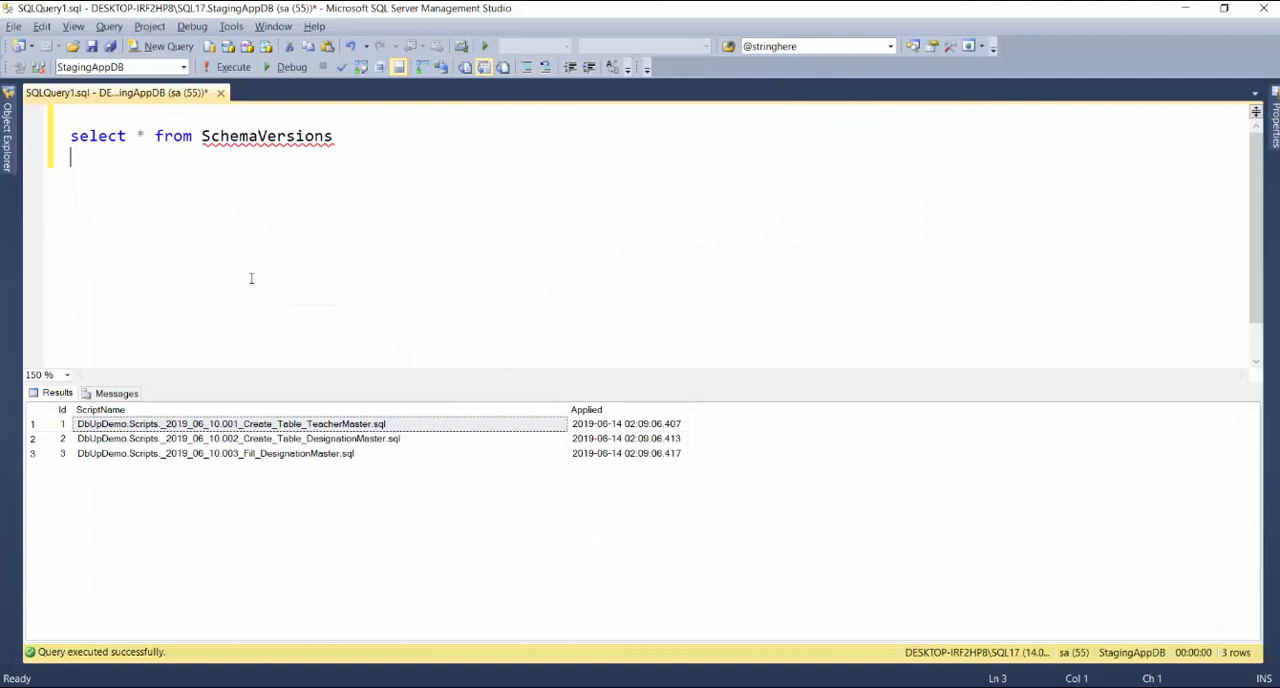 SQLQuery1.sql - DESKTOP-IRF2HP8\SQL17.StagingAppDB (sa (55))* - Microsoft SQL Server Management Studio
File Edit View Query Project Debug Tools Window Help
New Query @stringhere
StagingAppDB Execute Debug
SQLQuery1.sql - DE...ingAppDB (sa (55))*
Object Explorer
Properties
select * from SchemaVersions
150 %
Results Messages
Id ScriptName Applied
1 1 DbUpDemo.Scripts._2019_06_10.001_Create_Table_TeacherMaster.sql 2019-06-14 02:09:06.407
2 2 DbUpDemo.Scripts._2019_06_10.002_Create_Table_DesignationMaster.sql 2019-06-14 02:09:06.413
3 3 DbUpDemo.Scripts._2019_06_10.003_Fill_DesignationMaster.sql 2019-06-14 02:09:06.417
Query executed successfully. DESKTOP-IRF2HP8\SQL17 (14.0... sa (55) StagingAppDB 00:00:00 3 rows
Ready Ln 3 Col 1 Ch 1 INS